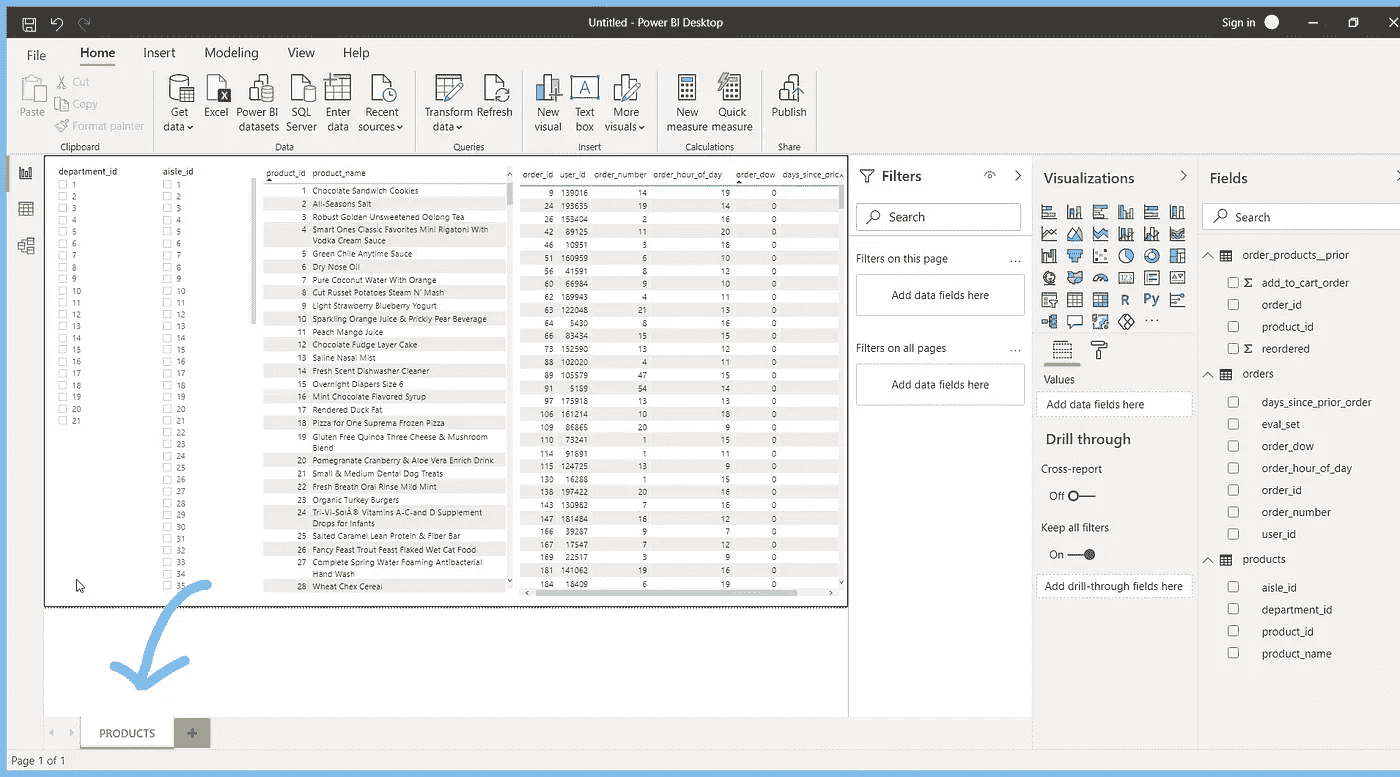 Untitled - Power BI Desktop
Sign in
File Home Insert Modeling View Help
Paste
Cut
Copy
Format painter
Clipboard
Get data
Excel
Power BI datasets
SQL Server
Enter data
Recent sources
Data
Transform data
Refresh
Queries
New visual
Text box
More visuals
Insert
New measure
Quick measure
Calculations
Publish
Share
department_id
1
2
3
4
5
6
7
8
9
10
11
12
13
14
15
16
17
18
19
20
21
aisle_id
1
2
3
4
5
6
7
8
9
10
11
12
13
14
15
16
17
18
19
20
21
22
23
24
25
26
27
28
29
30
31
32
33
34
35
product_id product_name
1 Chocolate Sandwich Cookies
2 All-Seasons Salt
3 Robust Golden Unsweetened Oolong Tea
4 Smart Ones Classic Favorites Mini Rigatoni With
Vodka Cream Sauce
5 Green Chile Anytime Sauce
6 Dry Nose Oil
7 Pure Coconut Water With Orange
8 Cut Russet Potatoes Steam N' Mash
9 Light Strawberry Blueberry Yogurt
10 Sparkling Orange Juice & Prickly Pear Beverage
11 Peach Mango Juice
12 Chocolate Fudge Layer Cake
13 Saline Nasal Mist
14 Fresh Scent Dishwasher Cleaner
15 Overnight Diapers Size 6
16 Mint Chocolate Flavored Syrup
17 Rendered Duck Fat
18 Pizza for One Suprema Frozen Pizza
19 Gluten Free Quinoa Three Cheese & Mushroom
Blend
20 Pomegranate Cranberry & Aloe Vera Enrich Drink
21 Small & Medium Dental Dog Treats
22 Fresh Breath Oral Rinse Mild Mint
23 Organic Turkey Burgers
24 Tri-Vi-SolÂ® Vitamins A-C-and D Supplement
Drops for Infants
25 Salted Caramel Lean Protein & Fiber Bar
26 Fancy Feast Trout Feast Flaked Wet Cat Food
27 Complete Spring Water Foaming Antibacterial
Hand Wash
28 Wheat Chex Cereal
order_id user_id order_number order_hour_of_day order_dow days_since_pric
9 139016 14 19 0
24 193635 19 14 0
26 153404 2 16 0
42 89125 11 20 0
46 10951 3 18 0
51 160959 6 10 0
56 41591 8 12 0
60 66984 9 10 0
62 189943 4 11 0
63 122048 21 13 0
64 5430 8 16 0
66 83434 15 15 0
73 152590 13 12 0
88 102020 4 11 0
89 105579 47 15 0
91 5189 54 14 0
97 175918 13 13 0
106 161214 10 18 0
109 86865 20 9 0
110 73241 1 15 0
114 91891 1 11 0
115 124725 13 9 0
130 16288 1 15 0
138 197422 20 16 0
143 130982 7 16 0
147 181484 16 12 0
166 39287 9 7 0
167 17547 7 12 0
169 22517 3 9 0
181 141062 19 16 0
184 18409 6 19 0
Filters
Search
Filters on this page ...
Add data fields here
Filters on all pages ...
Add data fields here
Visualizations
123
R Py
...
Values
Add data fields here
Drill through
Cross-report
Off
Keep all filters
On
Add drill-through fields here
Fields
Search
order_products__prior
Σ add_to_cart_order
order_id
product_id
Σ reordered
orders
days_since_prior_order
eval_set
order_dow
order_hour_of_day
order_id
order_number
user_id
products
aisle_id
department_id
product_id
product_name
PRODUCTS +
Page 1 of 1